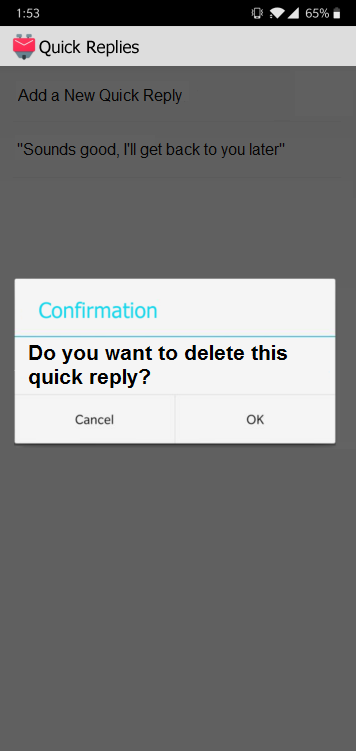 1:53
65%
Quick Replies
Add a New Quick Reply
"Sounds good, I'll get back to you later"
Confirmation
Do you want to delete this
quick reply?
Cancel
OK